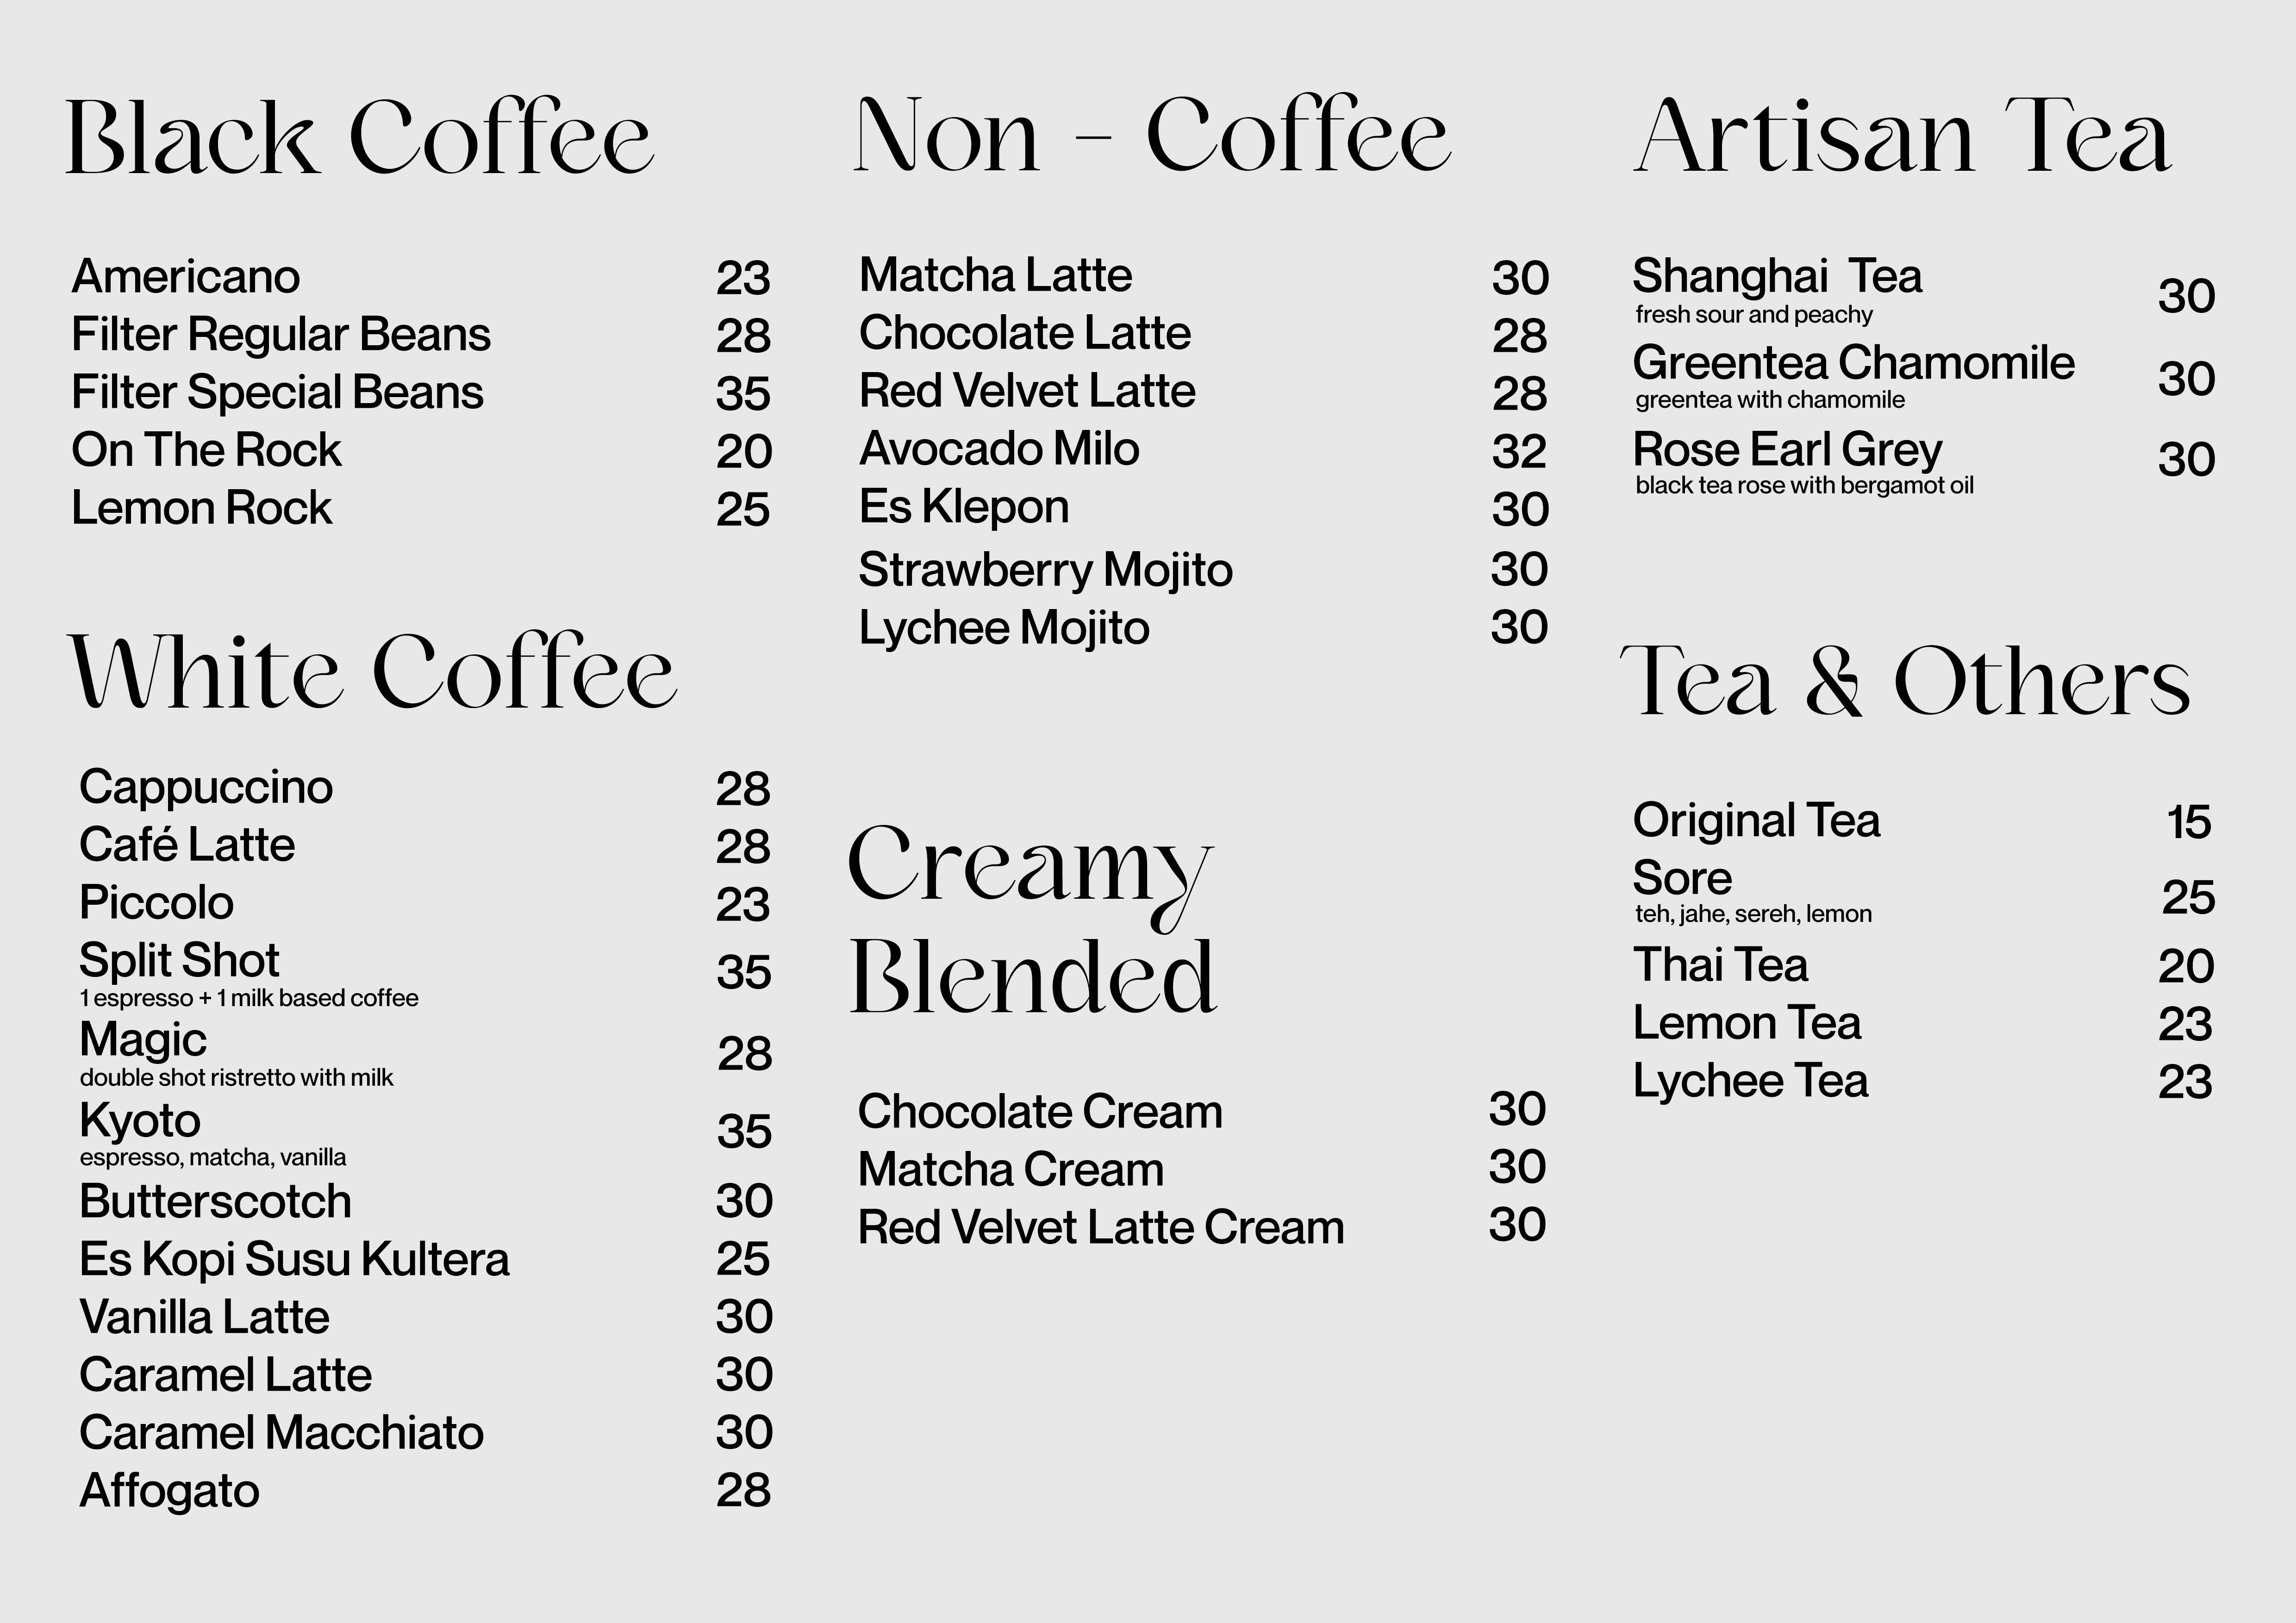 Black Coffee
Americano 23
Filter Regular Beans 28
Filter Special Beans 35
On The Rock 20
Lemon Rock 25
White Coffee
Cappuccino 28
Café Latte 28
Piccolo 23
Split Shot 35
1 espresso + 1 milk based coffee
Magic 28
double shot ristretto with milk
Kyoto 35
espresso, matcha, vanilla
Butterscotch 30
Es Kopi Susu Kultera 25
Vanilla Latte 30
Caramel Latte 30
Caramel Macchiato 30
Affogato 28
Non - Coffee
Matcha Latte 30
Chocolate Latte 28
Red Velvet Latte 28
Avocado Milo 32
Es Klepon 30
Strawberry Mojito 30
Lychee Mojito 30
Creamy
Blended
Chocolate Cream 30
Matcha Cream 30
Red Velvet Latte Cream 30
Artisan Tea
Shanghai Tea 30
fresh sour and peachy
Greentea Chamomile 30
greentea with chamomile
Rose Earl Grey 30
black tea rose with bergamot oil
Tea & Others
Original Tea 15
Sore 25
teh, jahe, sereh, lemon
Thai Tea 20
Lemon Tea 23
Lychee Tea 23